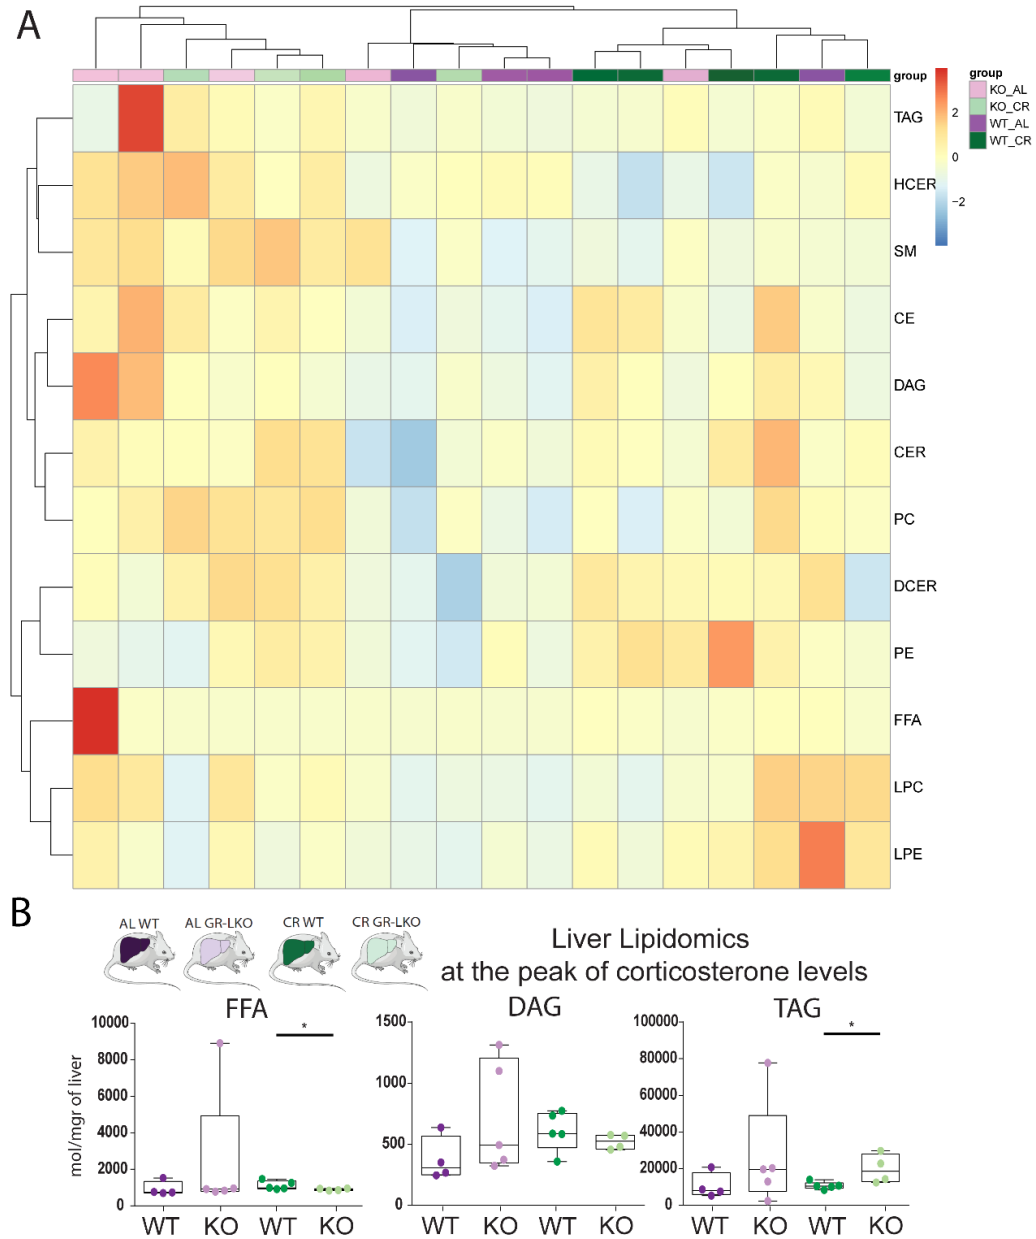 A
group
group
KO_AL
KO_CR
WT_AL
WT_CR
2
0
−2
TAG
HCER
SM
CE
DAG
CER
PC
DCER
PE
FFA
LPC
LPE
B
AL WT
AL GR-LKO
CR WT
CR GR-LKO
Liver Lipidomics
at the peak of corticosterone levels
FFA
DAG
TAG
mol/mgr of liver
10000
8000
6000
4000
2000
0
*
WT
KO
WT
KO
1500
1000
500
0
WT
KO
WT
KO
100000
80000
60000
40000
20000
0
*
WT
KO
WT
KO